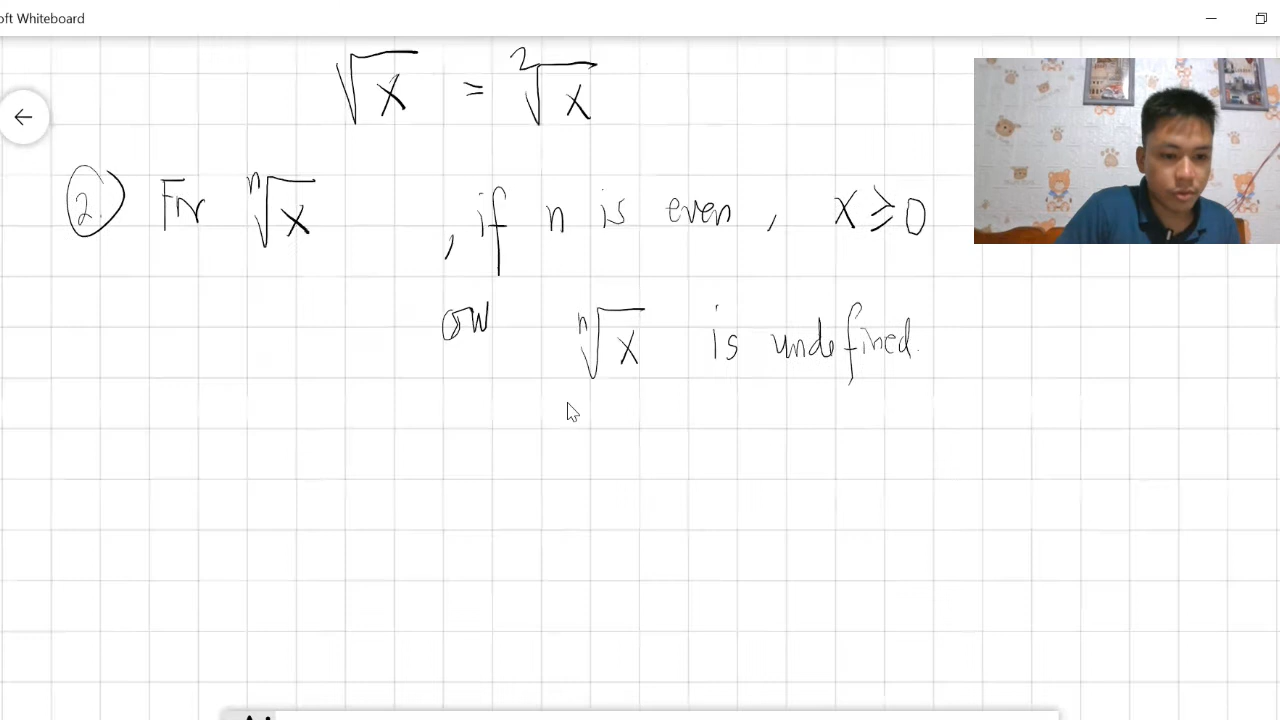 oft Whiteboard
√x = ²√x
② For ⁿ√x , if n is even, x ≥ 0
ow ⁿ√x is undefined.